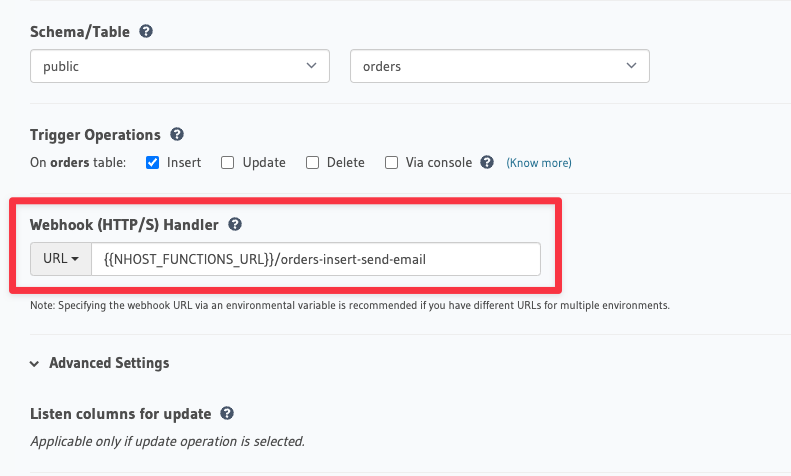 Schema/Table
public orders
Trigger Operations
On orders table: Insert Update Delete Via console (Know more)
Webhook (HTTP/S) Handler
URL {{NHOST_FUNCTIONS_URL}}/orders-insert-send-email
Note: Specifying the webhook URL via an environmental variable is recommended if you have different URLs for multiple environments.
Advanced Settings
Listen columns for update
Applicable only if update operation is selected.